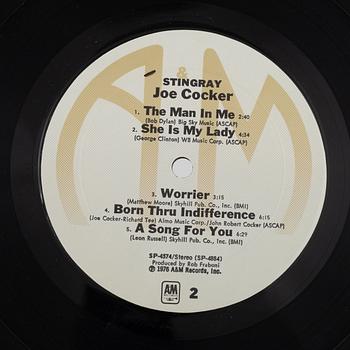 &
A M
STINGRAY
Joe Cocker
1. The Man In Me 2:40
(Bob Dylan) Big Sky Music (ASCAP)
2. She Is My Lady 4:34
(George Clinton) WB Music Corp. (ASCAP)
3. Worrier 3:15
(Matthew Moore) Skyhill Pub. Co., Inc. (BMI)
4. Born Thru Indifference 6:15
(Joe Cocker-Richard Tee) Almo Music Corp./John Robert Cocker (ASCAP)
5. A Song For You 6:29
(Leon Russell) Skyhill Pub. Co., Inc. (BMI)
SP-4574/Stereo (SP-4884)
Produced by Rob Fraboni
℗ 1976 A&M Records, Inc.
A&M
RECORDS
2